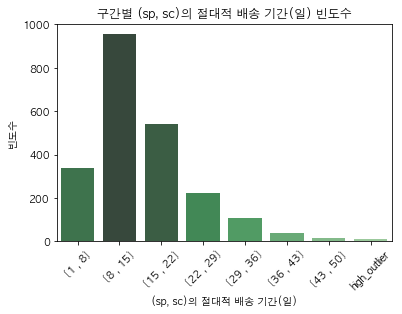 구간별 (sp, sc)의 절대적 배송 기간(일) 빈도수
빈도수
1000
800
600
400
200
0
[1 , 8)
[8 , 15)
[15 , 22)
[22 , 29)
[29 , 36)
[36 , 43)
[43 , 50)
hgh_outlier
(sp, sc)의 절대적 배송 기간(일)